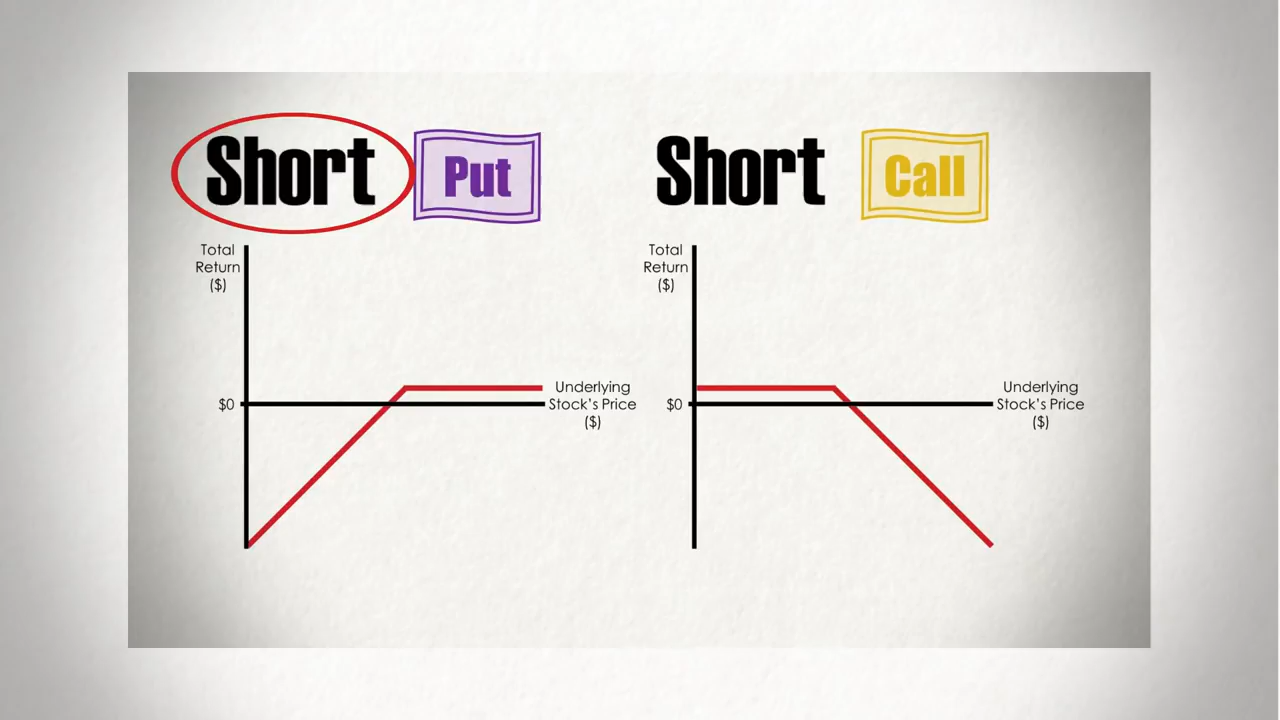 Short Put
Short Call
Total
Return
($)
$0
Underlying
Stock's Price
($)
Total
Return
($)
$0
Underlying
Stock's Price
($)